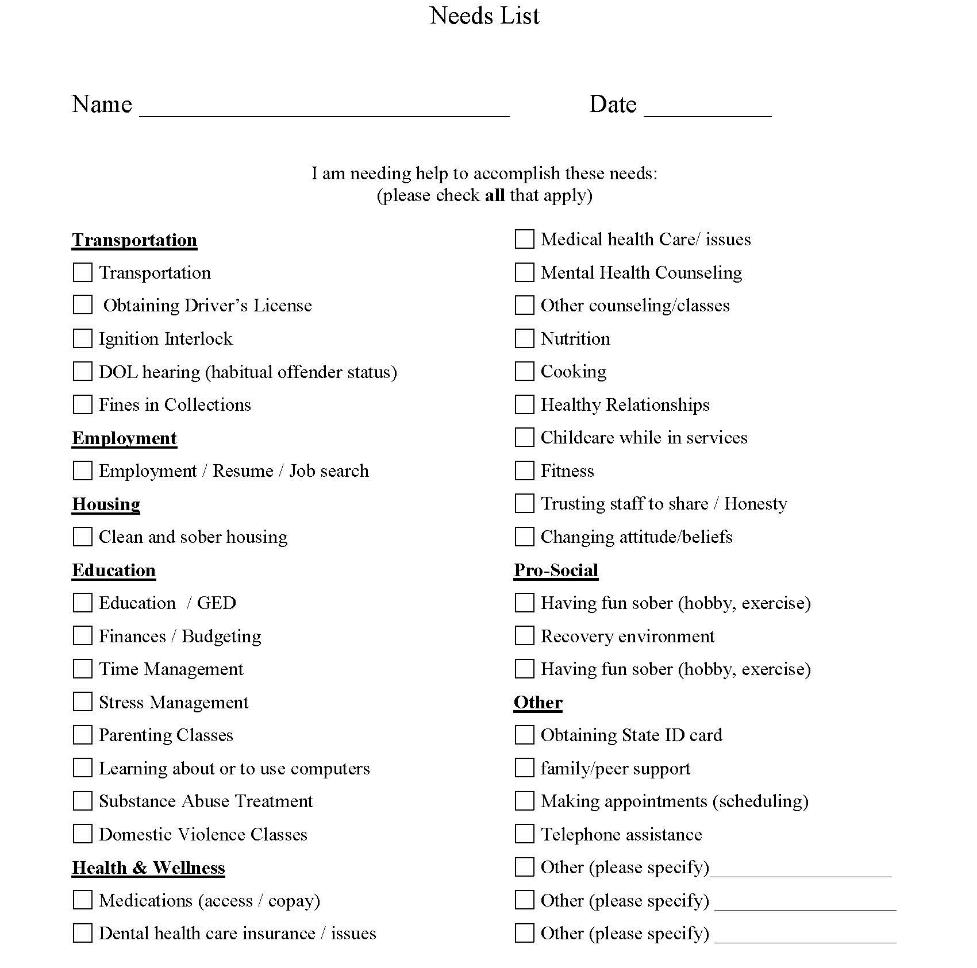 Needs List
Name ____________________ Date __________
I am needing help to accomplish these needs:
(please check all that apply)
Transportation
☐ Transportation
☐ Obtaining Driver's License
☐ Ignition Interlock
☐ DOL hearing (habitual offender status)
☐ Fines in Collections
Employment
☐ Employment / Resume / Job search
Housing
☐ Clean and sober housing
Education
☐ Education / GED
☐ Finances / Budgeting
☐ Time Management
☐ Stress Management
☐ Parenting Classes
☐ Learning about or to use computers
☐ Substance Abuse Treatment
☐ Domestic Violence Classes
Health & Wellness
☐ Medications (access / copay)
☐ Dental health care insurance / issues
☐ Medical health Care/ issues
☐ Mental Health Counseling
☐ Other counseling/classes
☐ Nutrition
☐ Cooking
☐ Healthy Relationships
☐ Childcare while in services
☐ Fitness
☐ Trusting staff to share / Honesty
☐ Changing attitude/beliefs
Pro-Social
☐ Having fun sober (hobby, exercise)
☐ Recovery environment
☐ Having fun sober (hobby, exercise)
Other
☐ Obtaining State ID card
☐ family/peer support
☐ Making appointments (scheduling)
☐ Telephone assistance
☐ Other (please specify)____________________
☐ Other (please specify) ____________________
☐ Other (please specify) ____________________